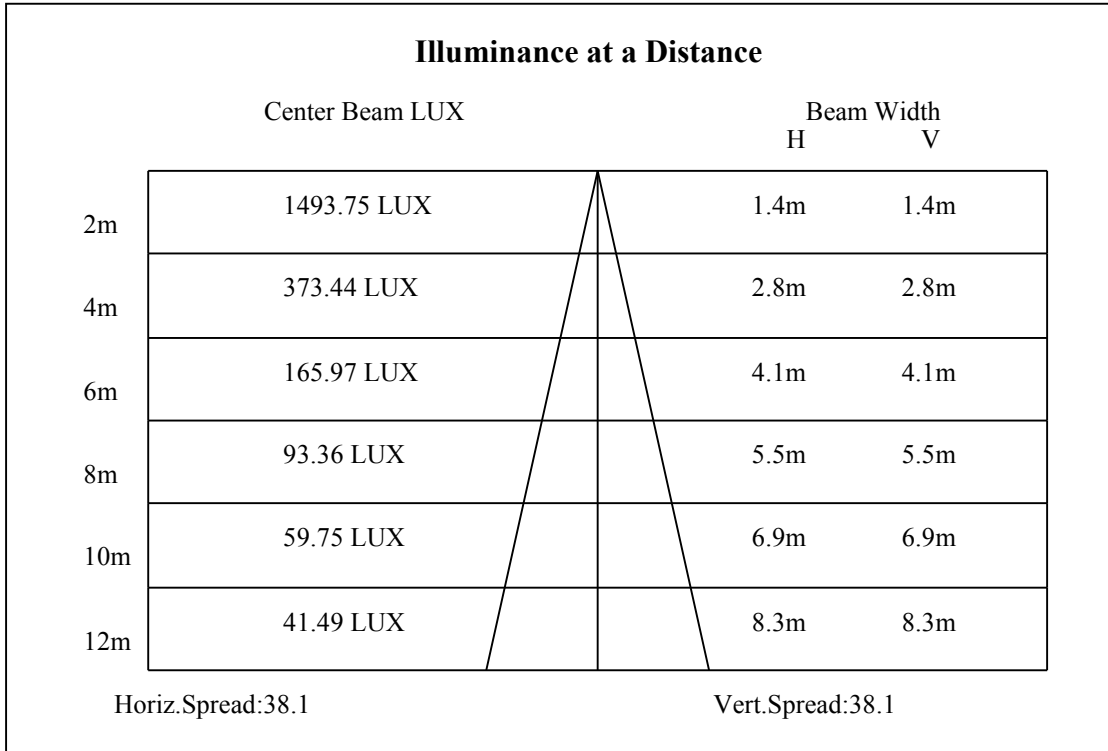 Illuminance at a Distance
Center Beam LUX Beam Width
H V
2m 1493.75 LUX 1.4m 1.4m
4m 373.44 LUX 2.8m 2.8m
6m 165.97 LUX 4.1m 4.1m
8m 93.36 LUX 5.5m 5.5m
10m 59.75 LUX 6.9m 6.9m
12m 41.49 LUX 8.3m 8.3m
Horiz.Spread:38.1 Vert.Spread:38.1